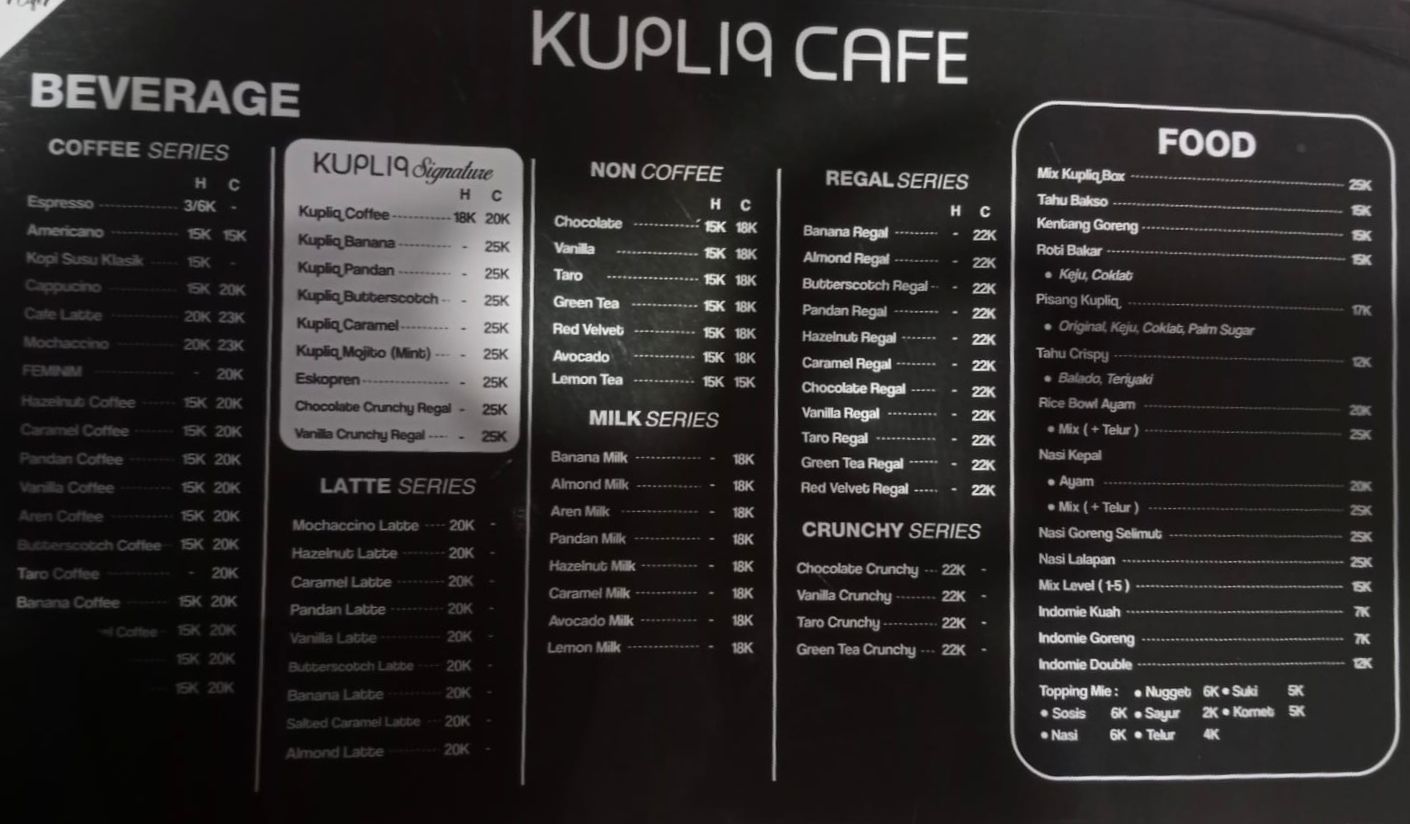 KUPLIQ CAFE
BEVERAGE
COFFEE SERIES
H C
Espresso 3/6K -
Americano 15K 15K
Kopi Susu Klasik 15K -
Cappucino 15K 20K
Cafe Latte 20K 23K
Mochaccino 20K 23K
FEMINIM - 20K
Hazelnut Coffee 15K 20K
Caramel Coffee 15K 20K
Pandan Coffee 15K 20K
Vanilla Coffee 15K 20K
Aren Coffee 15K 20K
Butterscotch Coffee 15K 20K
Taro Coffee - 20K
Banana Coffee 15K 20K
Coffee 15K 20K
15K 20K
15K 20K
KUPLIQ Signature
H C
Kupliq Coffee 18K 20K
Kupliq Banana - 25K
Kupliq Pandan - 25K
Kupliq Butterscotch - 25K
Kupliq Caramel - 25K
Kupliq Mojito (Mint) - 25K
Eskopren - 25K
Chocolate Crunchy Regal - 25K
Vanilla Crunchy Regal - 25K
LATTE SERIES
Mochaccino Latte 20K -
Hazelnut Latte 20K -
Caramel Latte 20K -
Pandan Latte 20K -
Vanilla Latte 20K -
Butterscotch Latte 20K -
Banana Latte 20K -
Salted Caramel Latte 20K -
Almond Latte 20K -
NON COFFEE
H C
Chocolate 15K 18K
Vanilla 15K 18K
Taro 15K 18K
Green Tea 15K 18K
Red Velvet 15K 18K
Avocado 15K 18K
Lemon Tea 15K 15K
MILK SERIES
Banana Milk - 18K
Almond Milk - 18K
Aren Milk - 18K
Pandan Milk - 18K
Hazelnut Milk - 18K
Caramel Milk - 18K
Avocado Milk - 18K
Lemon Milk - 18K
REGAL SERIES
H C
Banana Regal - 22K
Almond Regal - 22K
Butterscotch Regal - 22K
Pandan Regal - 22K
Hazelnut Regal - 22K
Caramel Regal - 22K
Chocolate Regal - 22K
Vanilla Regal - 22K
Taro Regal - 22K
Green Tea Regal - 22K
Red Velvet Regal - 22K
CRUNCHY SERIES
Chocolate Crunchy 22K -
Vanilla Crunchy 22K -
Taro Crunchy 22K -
Green Tea Crunchy 22K -
FOOD
Mix Kupliq Box 25K
Tahu Bakso 15K
Kentang Goreng 15K
Roti Bakar 15K
• Keju, Coklat
Pisang Kupliq 17K
• Original, Keju, Coklat, Palm Sugar
Tahu Crispy 12K
• Balado, Teriyaki
Rice Bowl Ayam 20K
• Mix ( + Telur ) 25K
Nasi Kepal
• Ayam 20K
• Mix ( + Telur ) 25K
Nasi Goreng Selimut 25K
Nasi Lalapan 25K
Mix Level ( 1-5 ) 15K
Indomie Kuah 7K
Indomie Goreng 7K
Indomie Double 12K
Topping Mie : • Nugget 6K • Suki 5K
• Sosis 6K • Sayur 2K • Kornet 5K
• Nasi 6K • Telur 4K